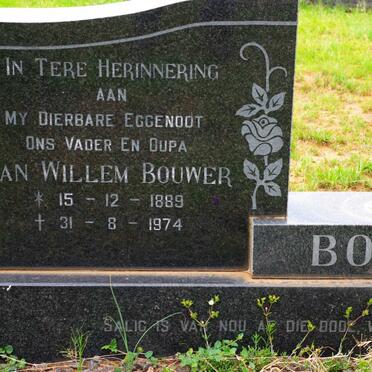 In Tere Herinnering
aan
My Dierbare Eggenoot
Ons Vader En Oupa
an Willem Bouwer
* 15 - 12 - 1889
† 31 - 8 - 1974
BO
Salig is van nou af die dode, w